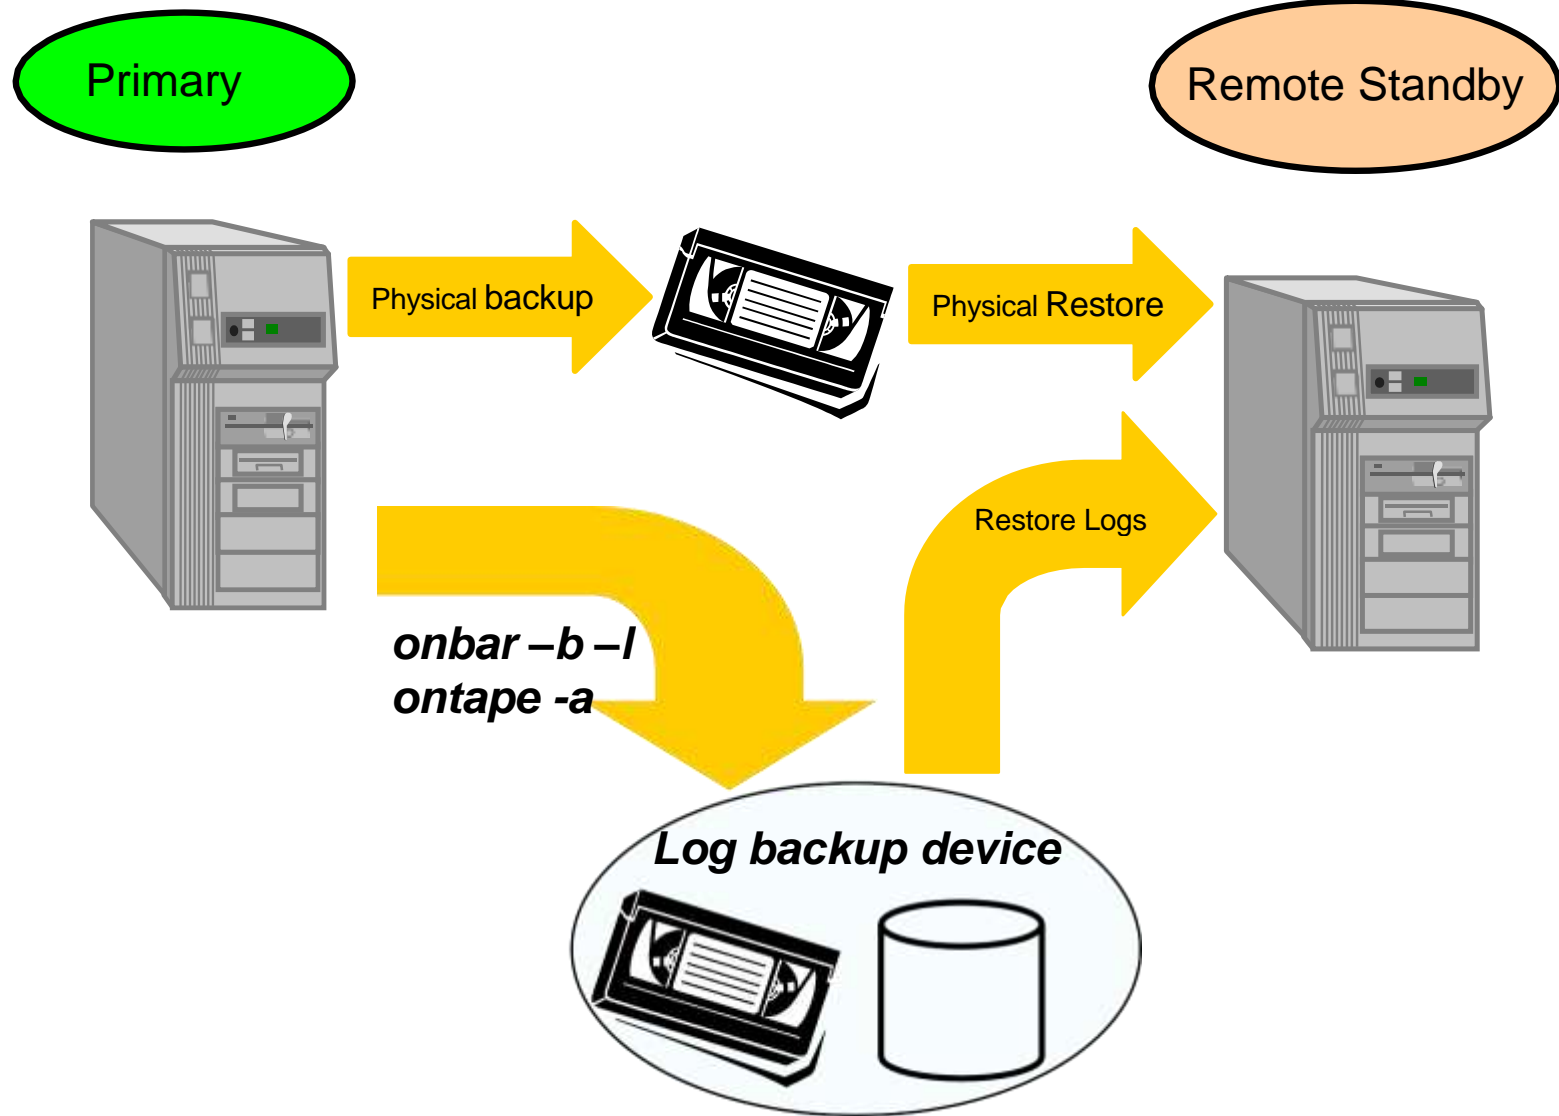 Primary
Remote Standby
Physical backup
Physical Restore
Restore Logs
onbar –b –l
ontape -a
Log backup device